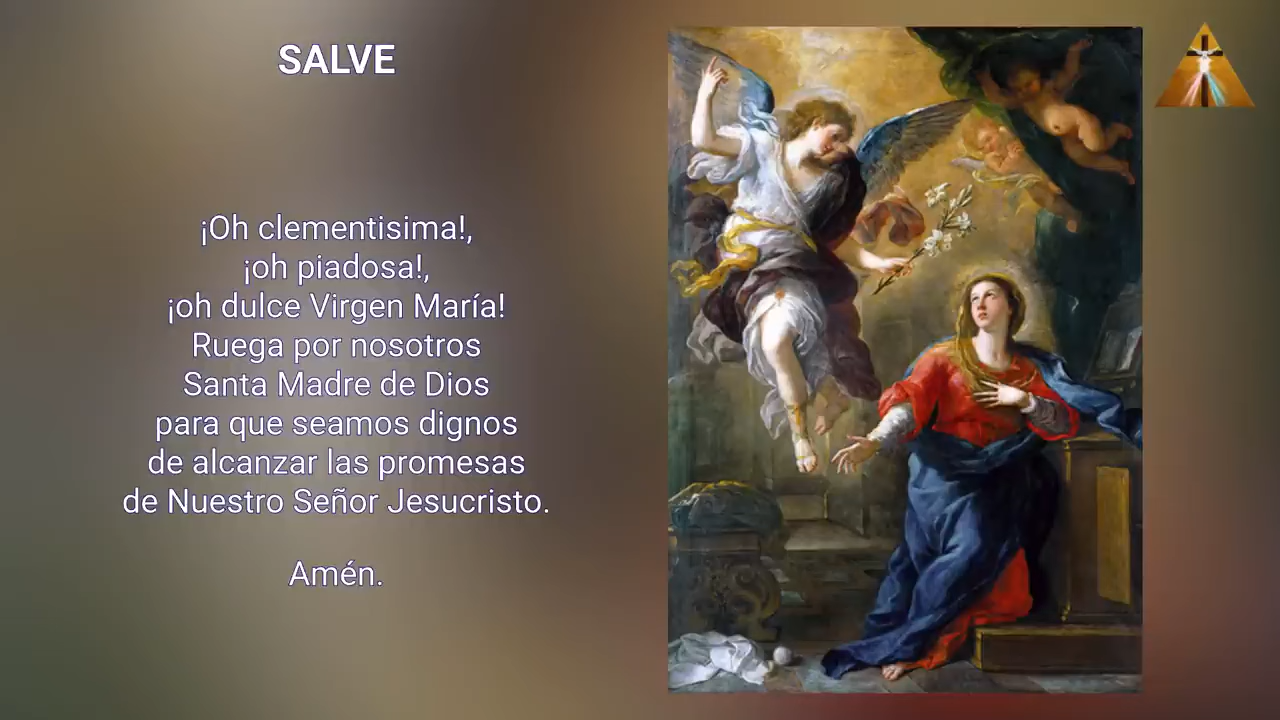 SALVE
¡Oh clementisima!,
¡oh piadosa!,
¡oh dulce Virgen María!
Ruega por nosotros
Santa Madre de Dios
para que seamos dignos
de alcanzar las promesas
de Nuestro Señor Jesucristo.
Amén.